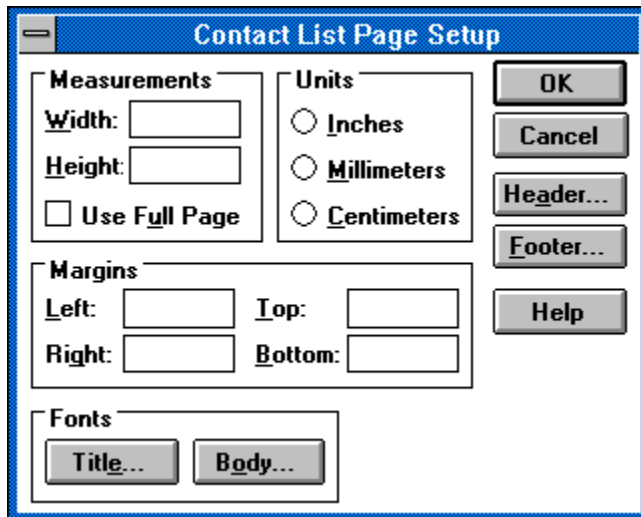 Contact List Page Setup
Measurements
Width:
Height:
Use Full Page
Units
Inches
Millimeters
Centimeters
OK
Cancel
Header...
Footer...
Help
Margins
Left:
Top:
Right:
Bottom:
Fonts
Title...
Body...